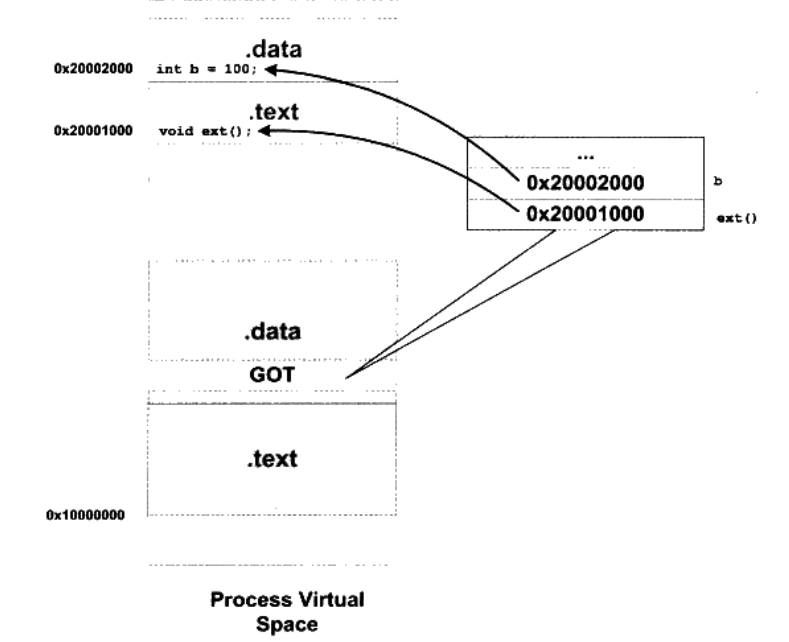 .data
0x20002000 int b = 100;
.text
0x20001000 void ext();
...
0x20002000 b
0x20001000 ext()
.data
GOT
.text
0x10000000
Process Virtual
Space